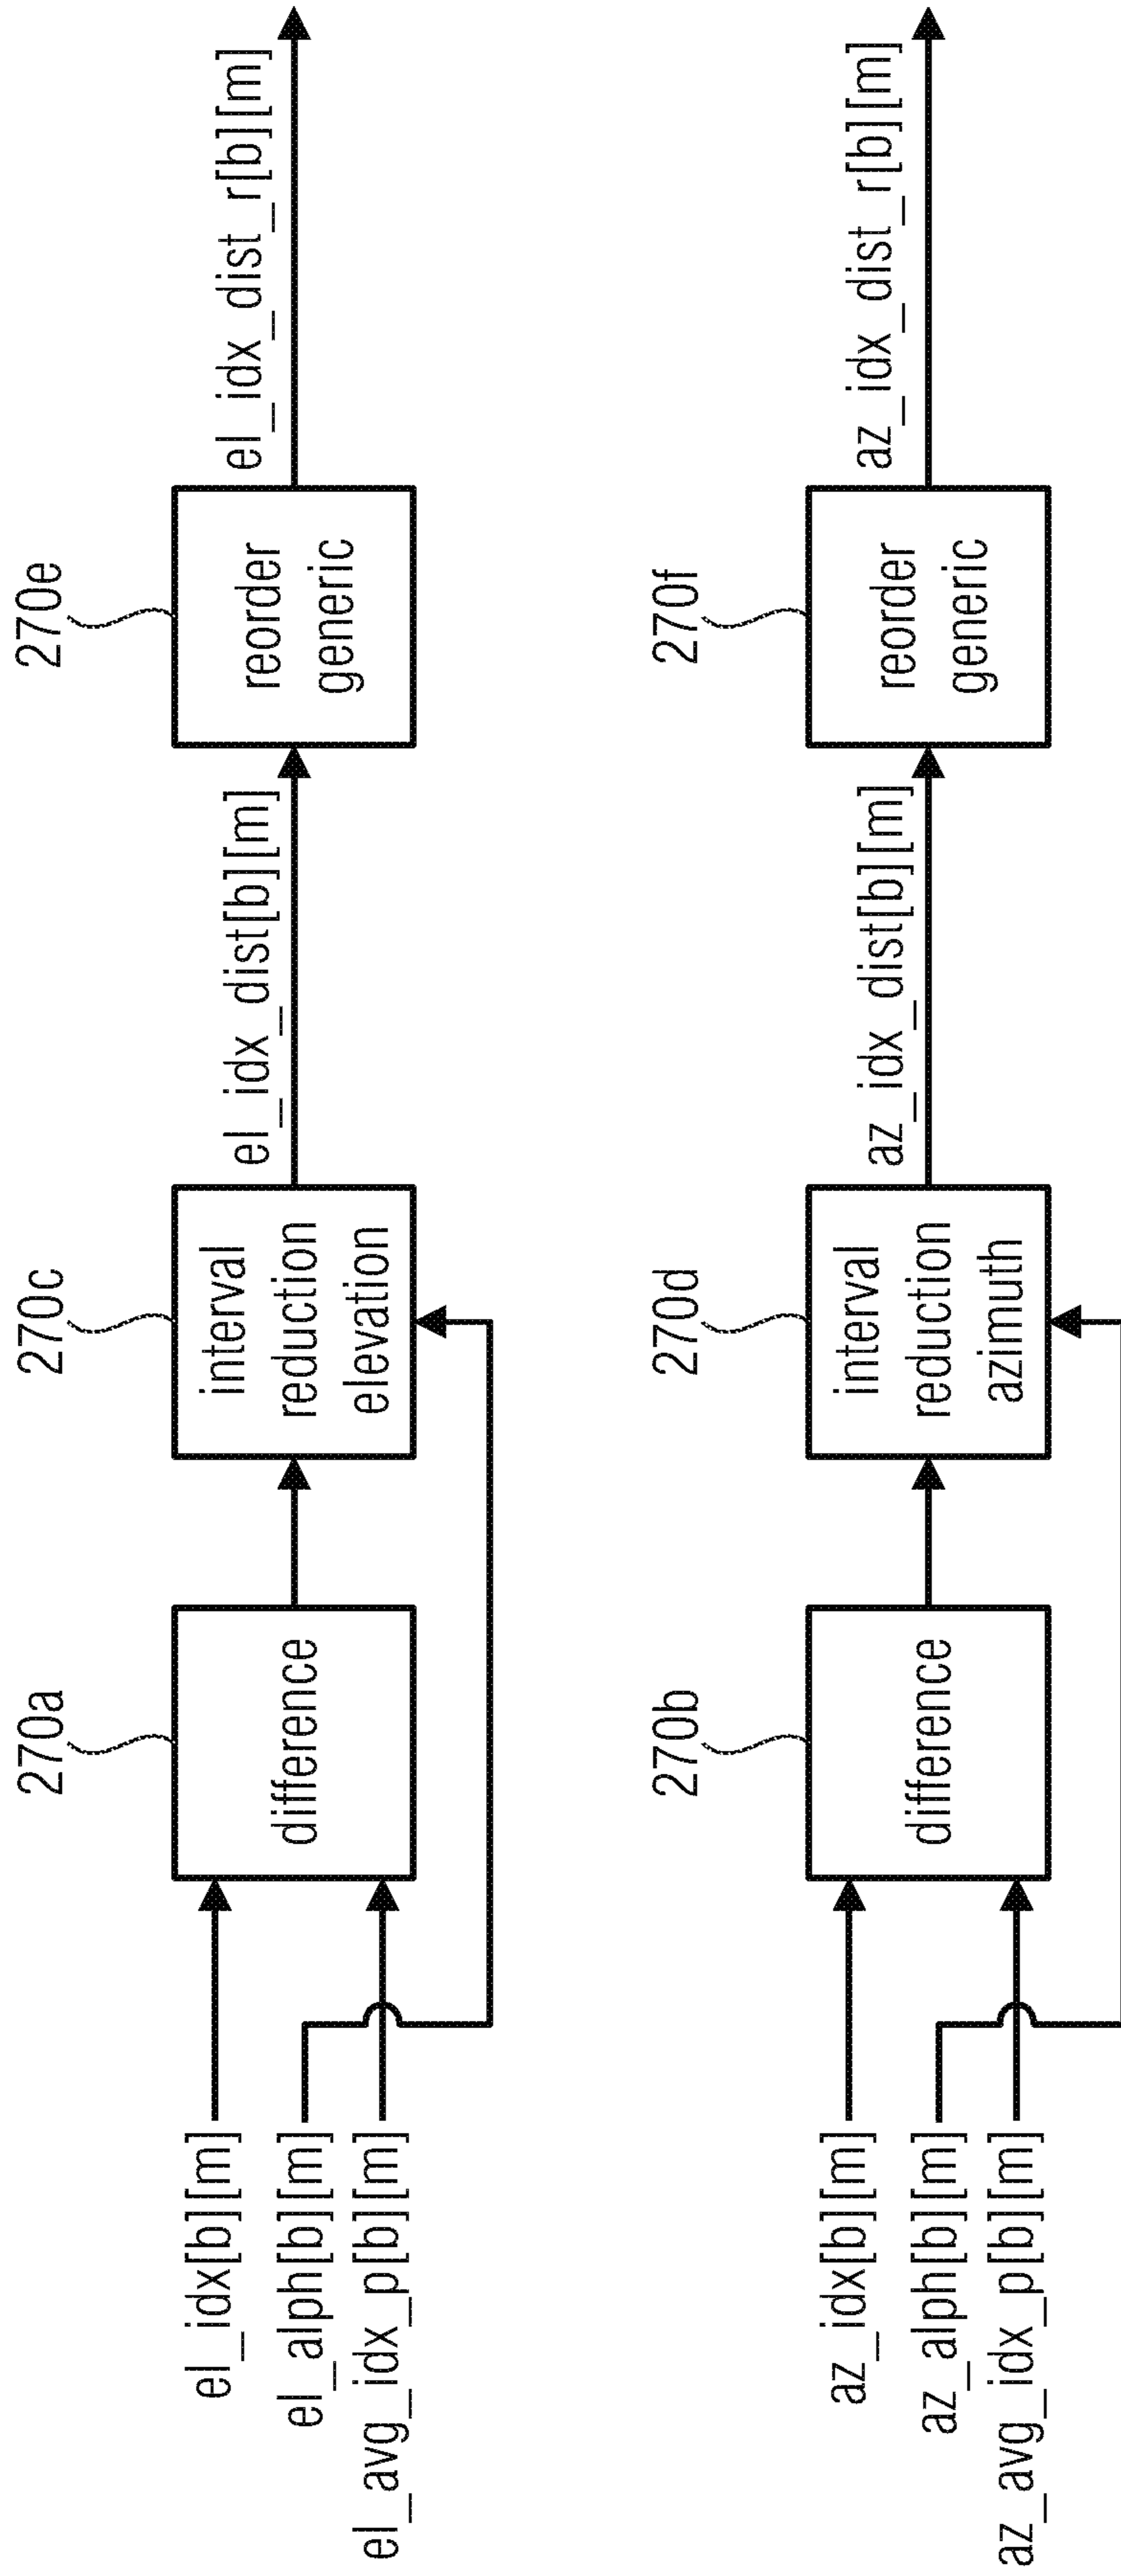 270a
270c
270e
el_idx[b][m]
el_alph[b][m]
el_avg_idx_p[b][m]
difference
interval
reduction
elevation
el_idx_dist[b][m]
reorder
generic
el_idx_dist_r[b][m]
270b
270d
270f
az_idx[b][m]
az_alph[b][m]
az_avg_idx_p[b][m]
difference
interval
reduction
azimuth
az_idx_dist[b][m]
reorder
generic
az_idx_dist_r[b][m]